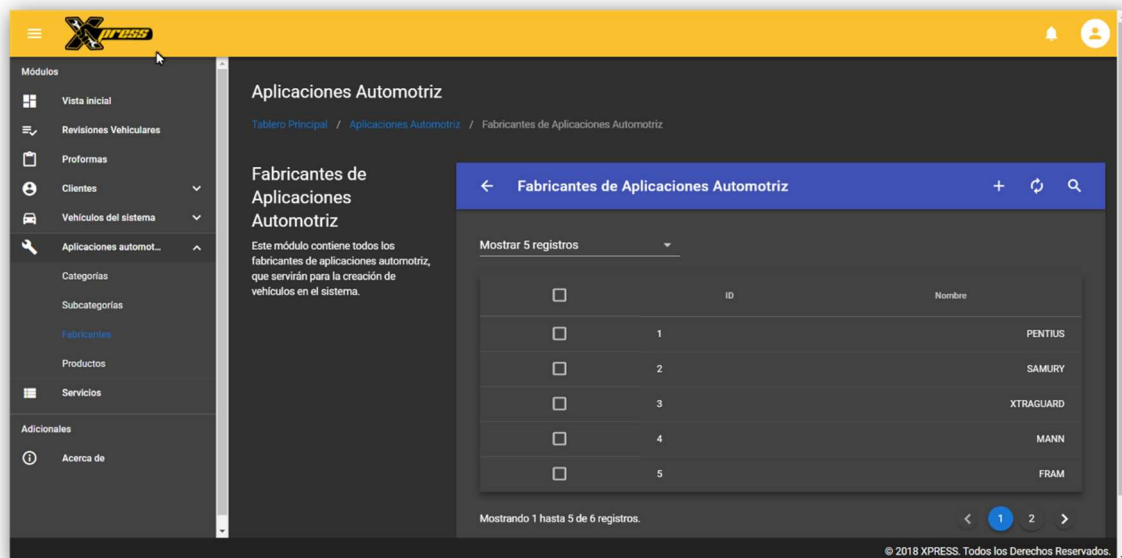 Xpress
Módulos
Vista inicial
Revisiones Vehiculares
Proformas
Clientes
Vehículos del sistema
Aplicaciones automot...
Categorías
Subcategorías
Fabricantes
Productos
Servicios
Adicionales
Acerca de
Aplicaciones Automotriz
Tablero Principal / Aplicaciones Automotriz / Fabricantes de Aplicaciones Automotriz
Fabricantes de
Aplicaciones
Automotriz
Este módulo contiene todos los
fabricantes de aplicaciones automotriz,
que servirán para la creación de
vehículos en el sistema.
Fabricantes de Aplicaciones Automotriz
Mostrar 5 registros
ID Nombre
1 PENTIUS
2 SAMURY
3 XTRAGUARD
4 MANN
5 FRAM
Mostrando 1 hasta 5 de 6 registros.
1 2
© 2018 XPRESS. Todos los Derechos Reservados.